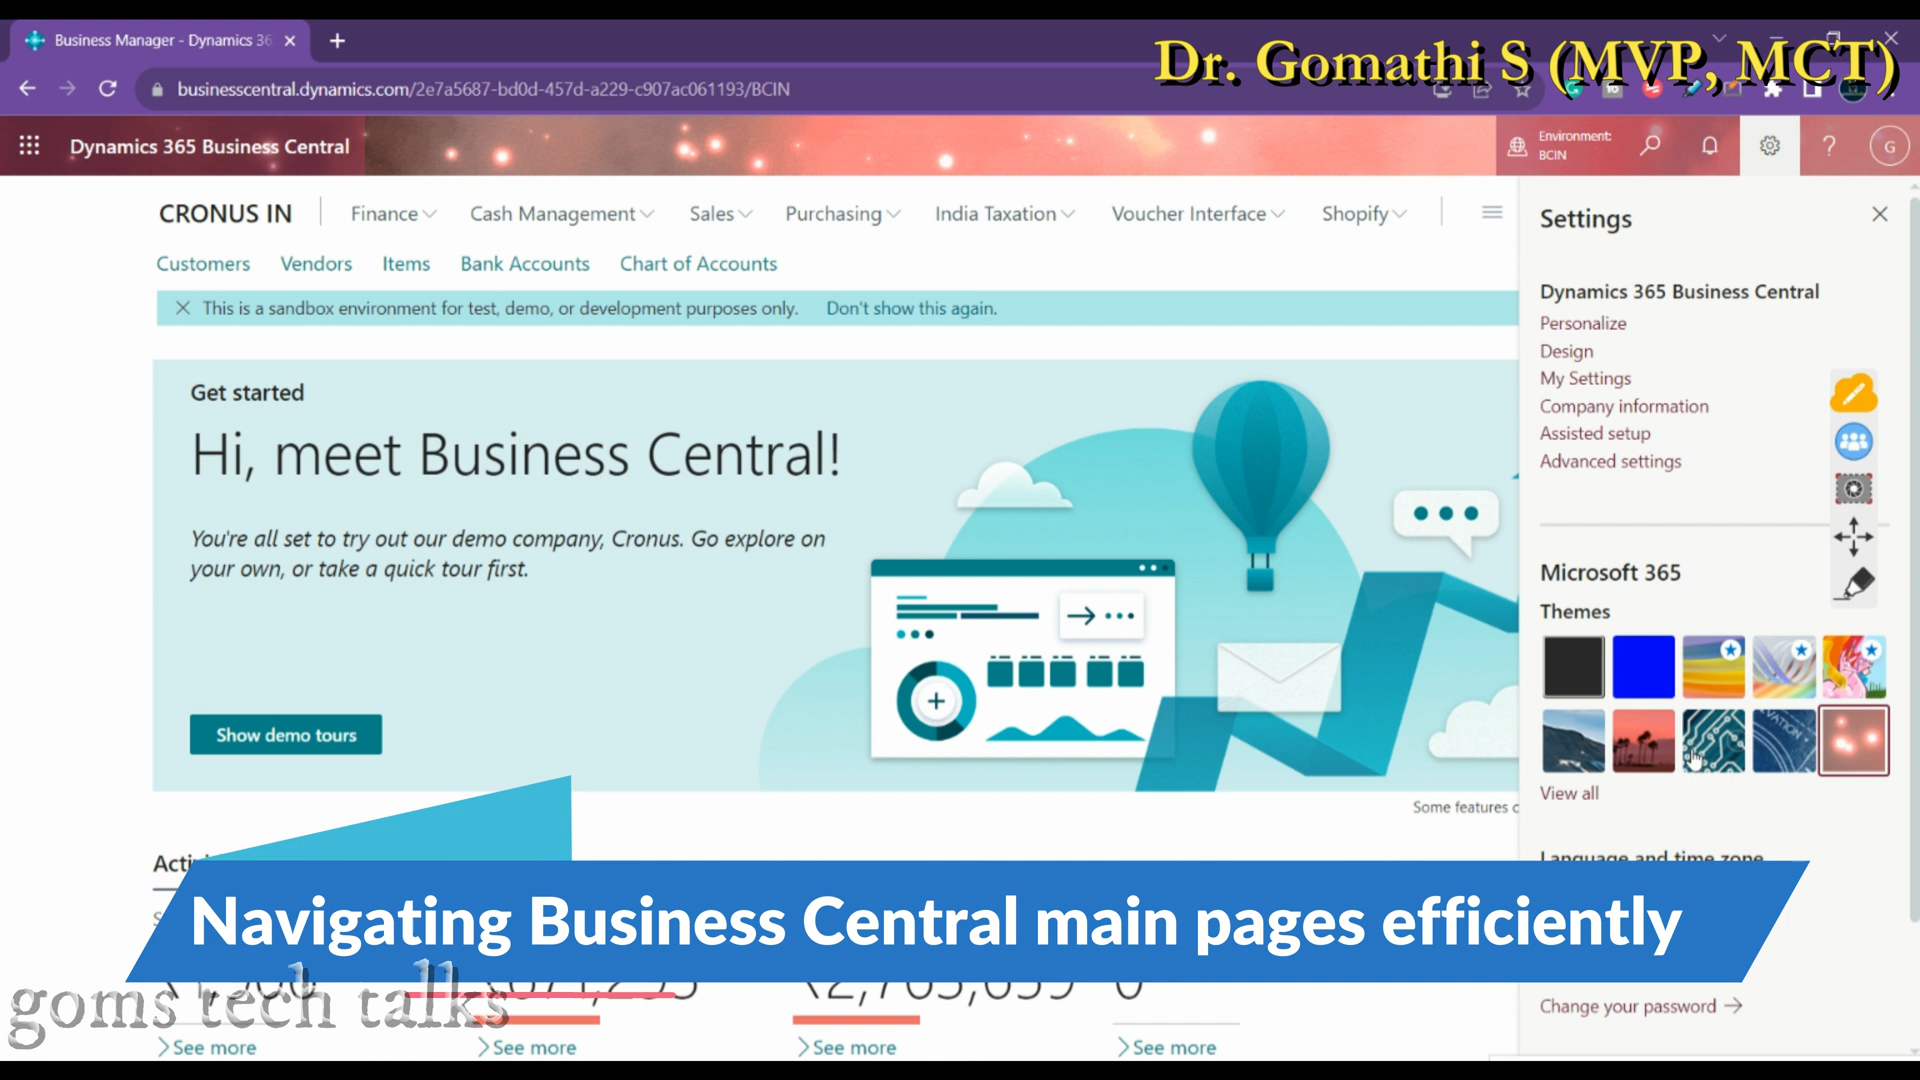 Business Manager - Dynamics 36
Dr. Gomathi S (MVP, MCT)
businesscentral.dynamics.com/2e7a5687-bd0d-457d-a229-c907ac061193/BCIN
Dynamics 365 Business Central
Environment:
BCIN
G
CRONUS IN Finance Cash Management Sales Purchasing India Taxation Voucher Interface Shopify
Customers Vendors Items Bank Accounts Chart of Accounts
This is a sandbox environment for test, demo, or development purposes only. Don't show this again.
Get started
Hi, meet Business Central!
You're all set to try out our demo company, Cronus. Go explore on
your own, or take a quick tour first.
Show demo tours
Some features
Settings
Dynamics 365 Business Central
Personalize
Design
My Settings
Company information
Assisted setup
Advanced settings
Microsoft 365
Themes
View all
Language and time zone
Navigating Business Central main pages efficiently
goms tech talks
Change your password
See more See more See more See more